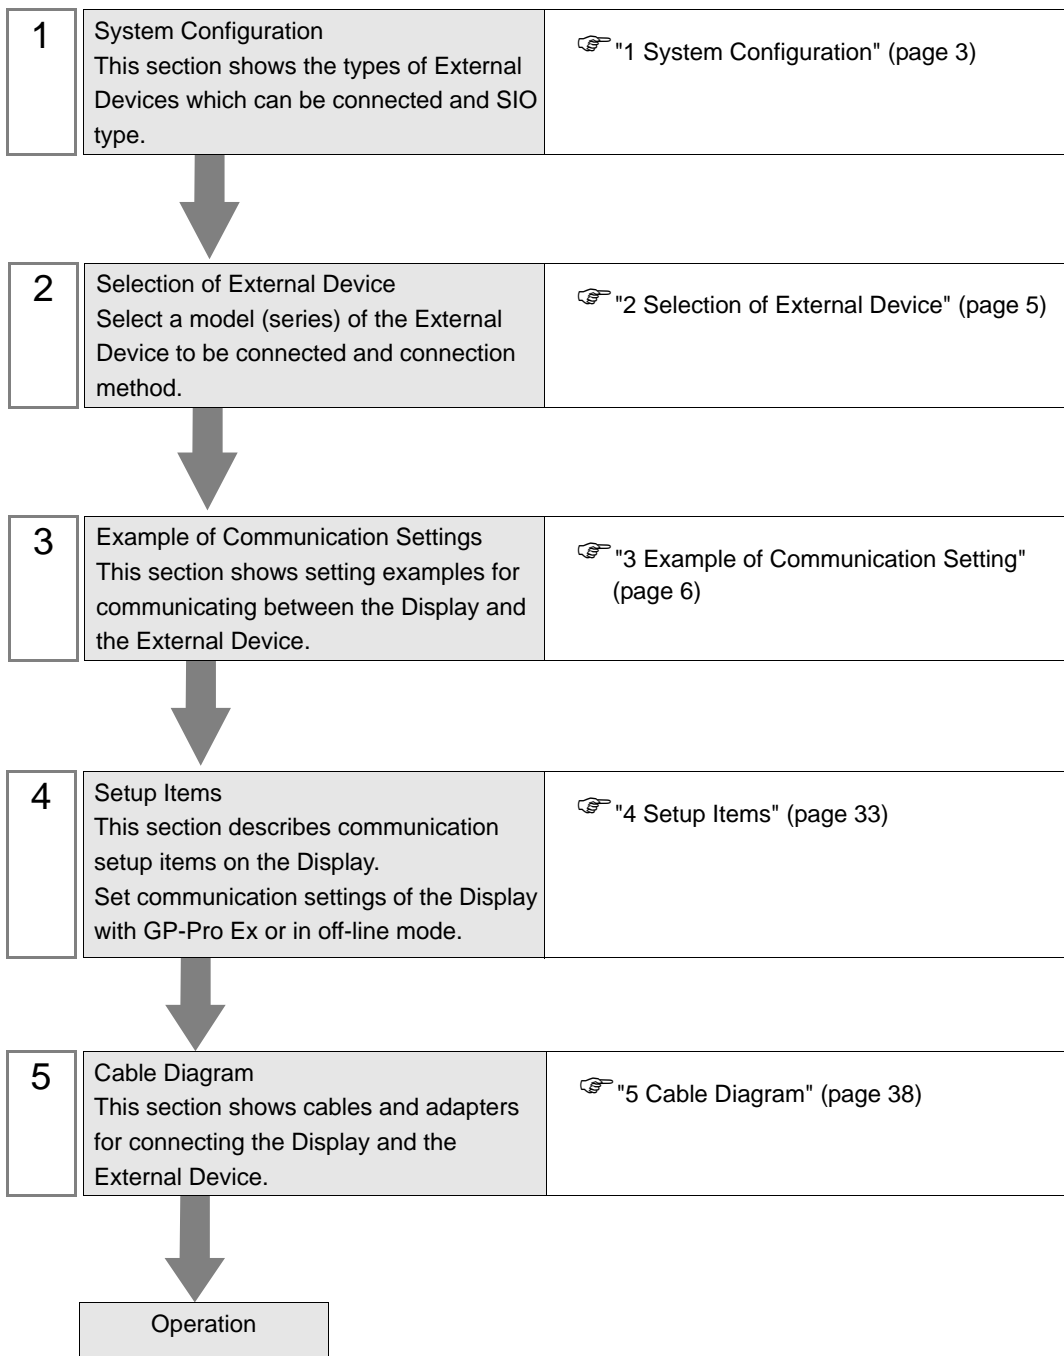 1
System Configuration
This section shows the types of External
Devices which can be connected and SIO
type.
"1 System Configuration" (page 3)
2
Selection of External Device
Select a model (series) of the External
Device to be connected and connection
method.
"2 Selection of External Device" (page 5)
3
Example of Communication Settings
This section shows setting examples for
communicating between the Display and
the External Device.
"3 Example of Communication Setting"
(page 6)
4
Setup Items
This section describes communication
setup items on the Display.
Set communication settings of the Display
with GP-Pro Ex or in off-line mode.
"4 Setup Items" (page 33)
5
Cable Diagram
This section shows cables and adapters
for connecting the Display and the
External Device.
"5 Cable Diagram" (page 38)
Operation